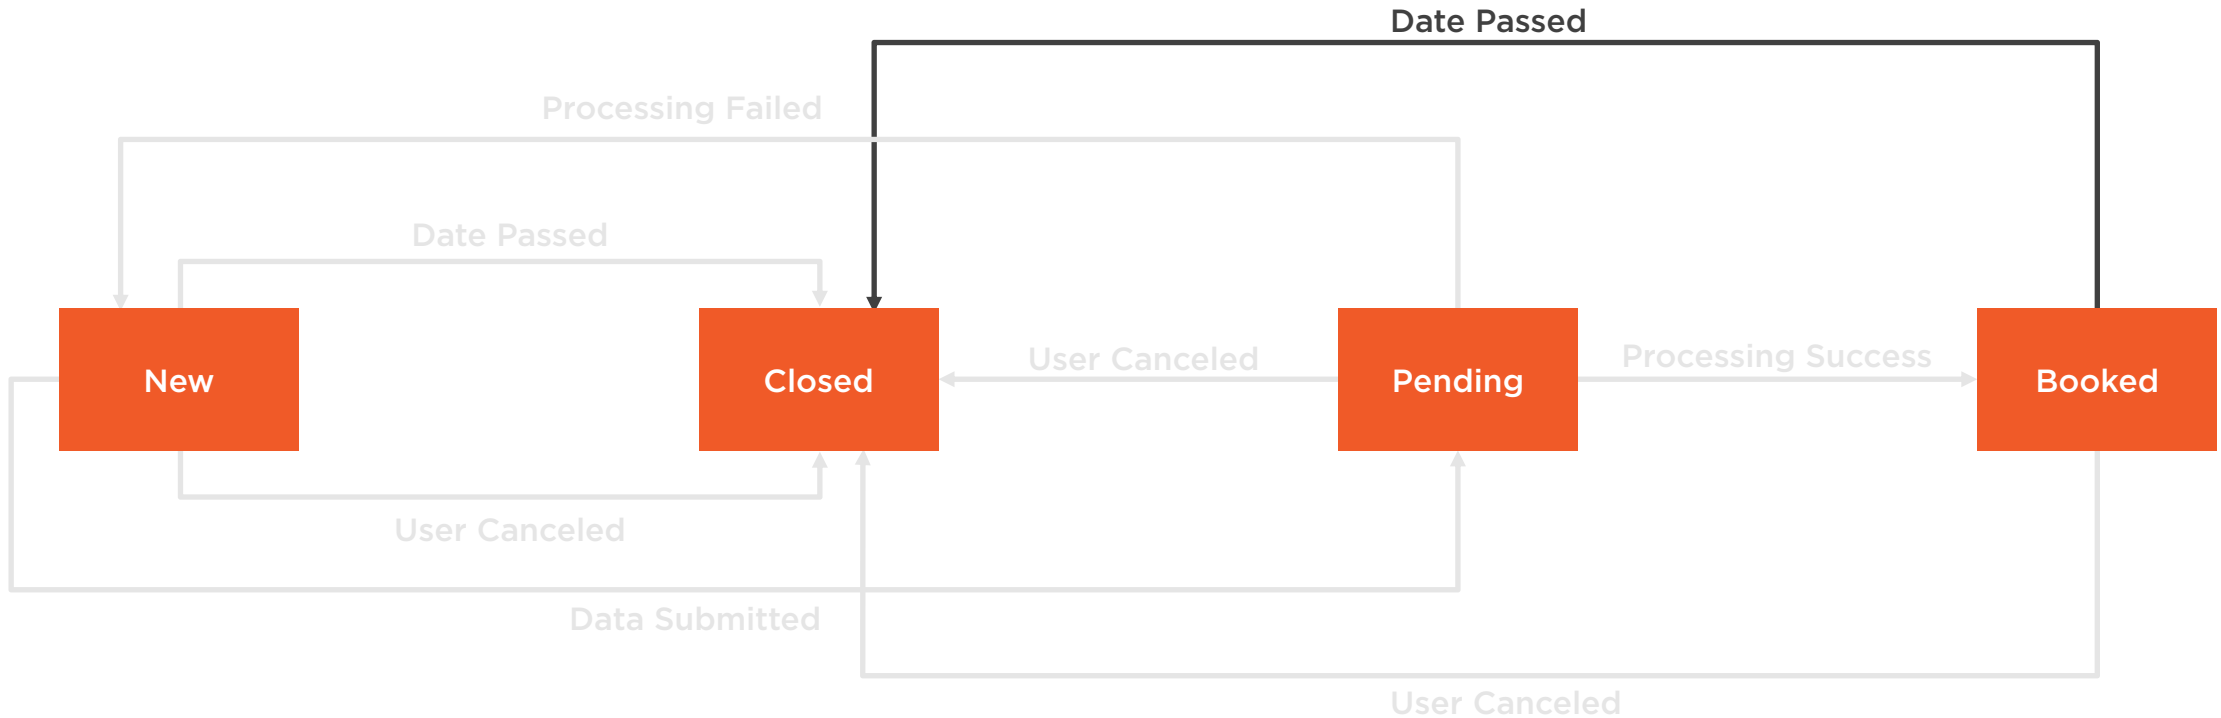 Date Passed
Processing Failed
Date Passed
New
Closed
User Canceled
Pending
Processing Success
Booked
User Canceled
Data Submitted
User Canceled